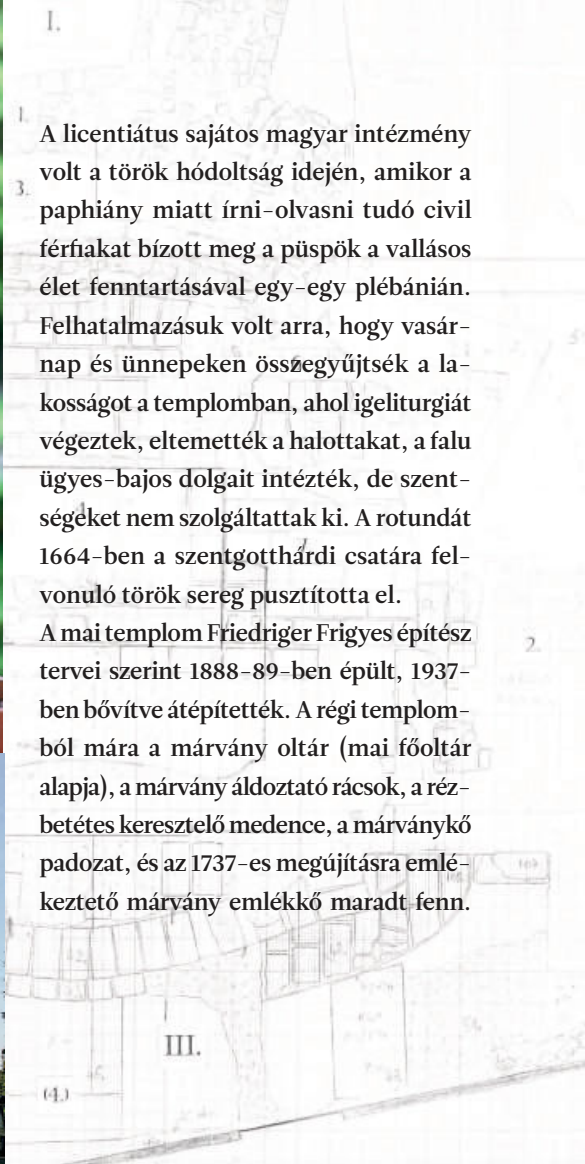 I.
1.
3.
A licentiátus sajátos magyar intézmény
volt a török hódoltság idején, amikor a
paphiány miatt írni-olvasni tudó civil
férfiakat bízott meg a püspök a vallásos
élet fenntartásával egy-egy plébánián.
Felhatalmazásuk volt arra, hogy vasár-
nap és ünnepeken összegyűjtsék a la-
kosságot a templomban, ahol igeliturgiát
végeztek, eltemették a halottakat, a falu
ügyes-bajos dolgait intézték, de szent-
ségeket nem szolgáltattak ki. A rotundát
1664-ben a szentgotthárdi csatára fel-
vonuló török sereg pusztította el.
A mai templom Friedriger Frigyes építész
tervei szerint 1888-89-ben épült, 1937-
ben bővítve átépítették. A régi templom-
ból mára a márvány oltár (mai főoltár
alapja), a márvány áldoztató rácsok, a réz-
betétes keresztelő medence, a márványkő
padozat, és az 1737-es megújításra emlé-
keztető márvány emlékkő maradt fenn.
2.
III.
(4.)